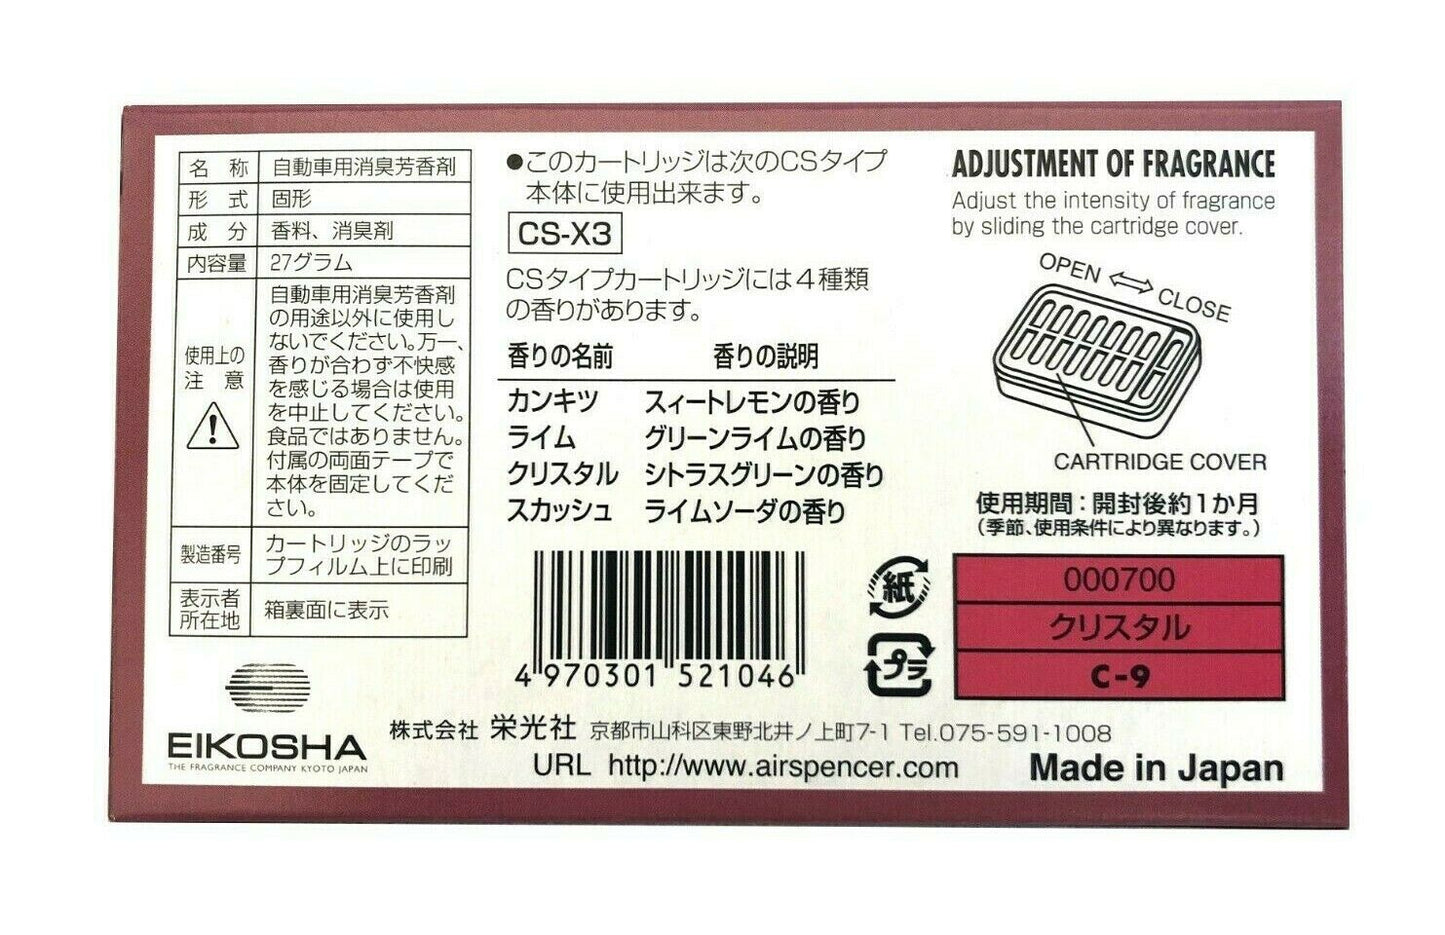 名 称 自動車用消臭芳香剤
形 式 固形
成 分 香料、消臭剤
内容量 27グラム
使用上の
注 意
自動車用消臭芳香剤
の用途以外に使用し
ないでください。万一、
香りが合わず不快感
を感じる場合は使用
を中止してください。
食品ではありません。
付属の両面テープで
本体を固定してくだ
さい。
製造番号
カートリッジのラッ
プフィルム上に印刷
表示者
所在地
箱裏面に表示
●このカートリッジは次のCSタイプ
本体に使用出来ます。
CS-X3
CSタイプカートリッジには4種類
の香りがあります。
香りの名前 香りの説明
カンキツ スィートレモンの香り
ライム グリーンライムの香り
クリスタル シトラスグリーンの香り
スカッシュ ライムソーダの香り
4 970301 521046
紙
プラ
ADJUSTMENT OF FRAGRANCE
Adjust the intensity of fragrance
by sliding the cartridge cover.
OPEN ⇔ CLOSE
CARTRIDGE COVER
使用期間：開封後約1か月
（季節、使用条件により異なります。）
000700
クリスタル
C-9
EIKOSHA
THE FRAGRANCE COMPANY KYOTO JAPAN
株式会社 栄光社 京都市山科区東野北井ノ上町7-1 Tel.075-591-1008
URL http://www.airspencer.com
Made in Japan